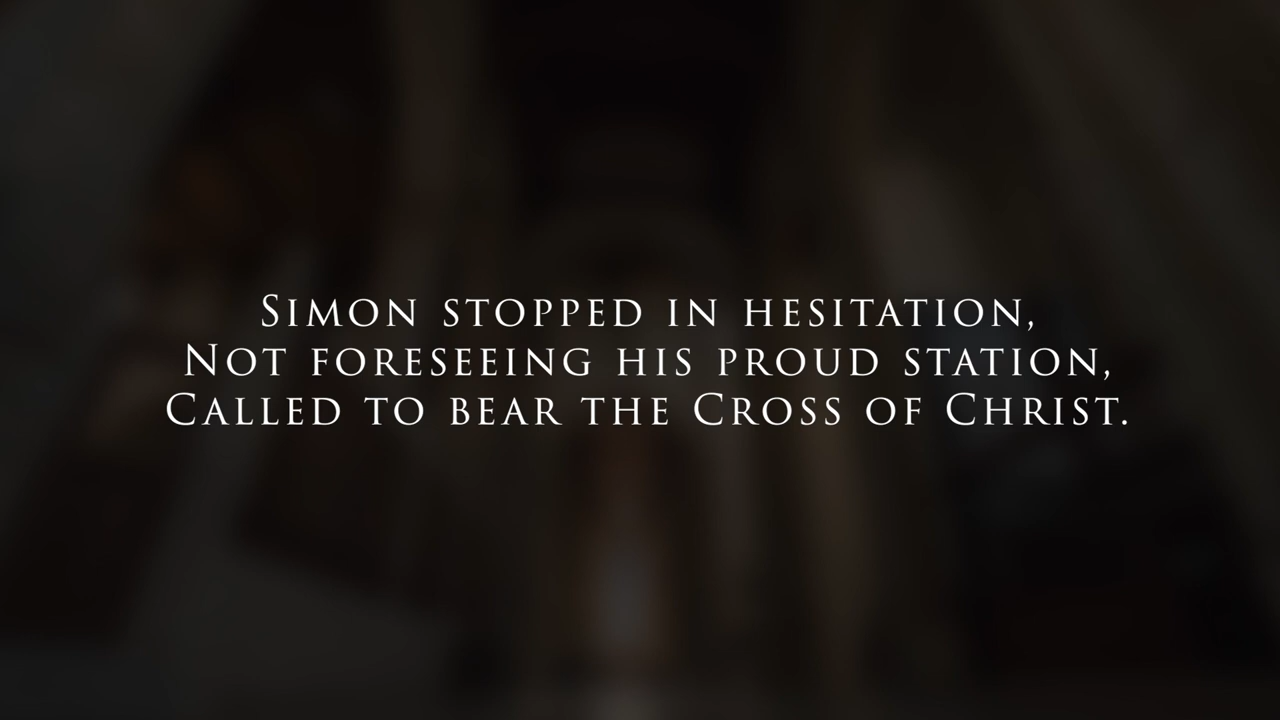 Simon stopped in hesitation,
Not foreseeing his proud station,
Called to bear the Cross of Christ.